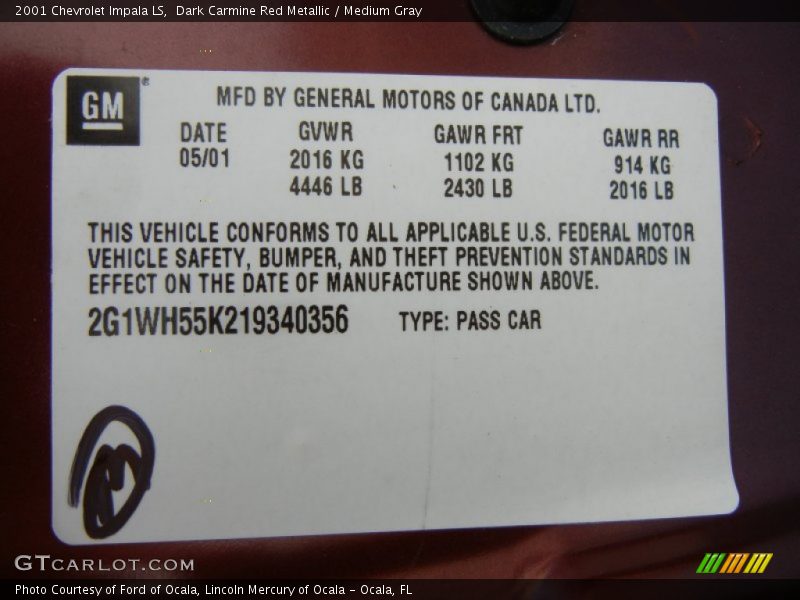 2001 Chevrolet Impala LS,  Dark Carmine Red Metallic / Medium Gray
GM®
MFD BY GENERAL MOTORS OF CANADA LTD.
DATE GVWR GAWR FRT GAWR RR
05/01 2016 KG 1102 KG 914 KG
4446 LB 2430 LB 2016 LB
THIS VEHICLE CONFORMS TO ALL APPLICABLE U.S. FEDERAL MOTOR
VEHICLE SAFETY, BUMPER, AND THEFT PREVENTION STANDARDS IN
EFFECT ON THE DATE OF MANUFACTURE SHOWN ABOVE.
2G1WH55K219340356 TYPE: PASS CAR
GTCARLOT.COM
Photo Courtesy of Ford of Ocala, Lincoln Mercury of Ocala - Ocala, FL